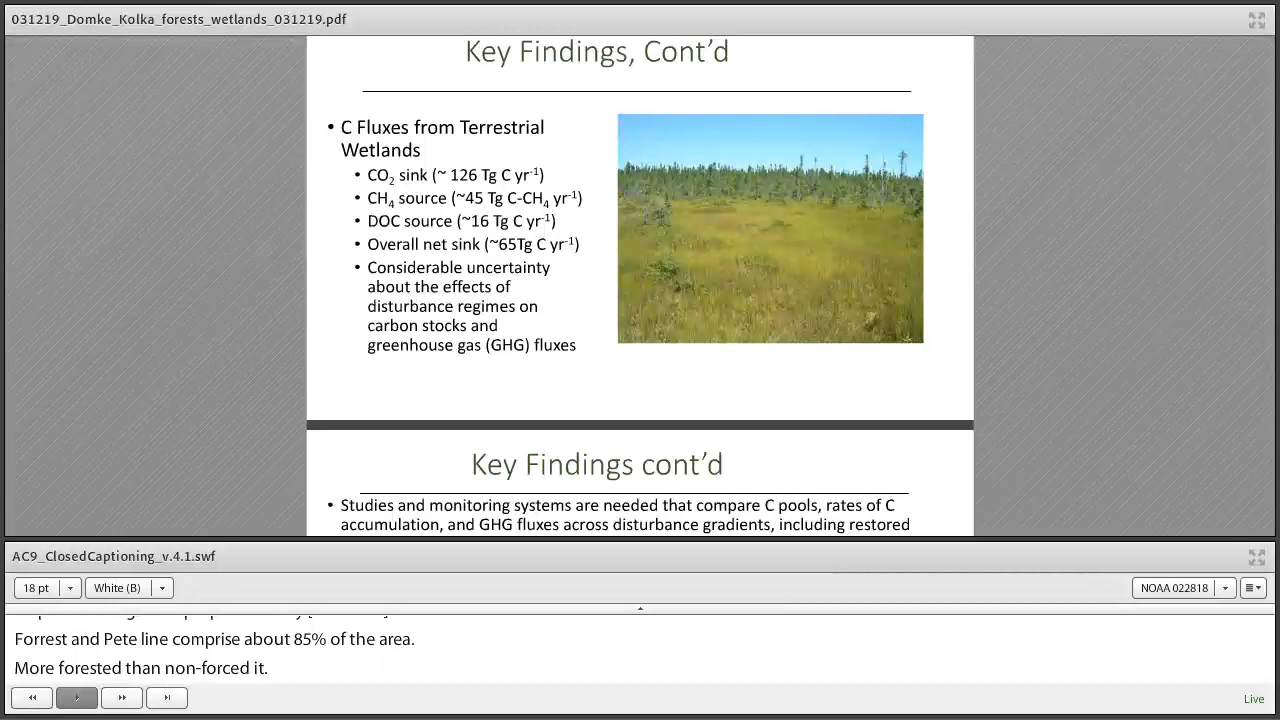 031219_Domke_Kolka_forests_wetlands_031219.pdf
Key Findings, Cont’d
• C Fluxes from Terrestrial
Wetlands
• CO₂ sink (~ 126 Tg C yr⁻¹)
• CH₄ source (~45 Tg C-CH₄ yr⁻¹)
• DOC source (~16 Tg C yr⁻¹)
• Overall net sink (~65Tg C yr⁻¹)
• Considerable uncertainty
about the effects of
disturbance regimes on
carbon stocks and
greenhouse gas (GHG) fluxes
Key Findings cont’d
• Studies and monitoring systems are needed that compare C pools, rates of C
accumulation, and GHG fluxes across disturbance gradients, including restored
AC9_ClosedCaptioning_v.4.1.swf
18 pt White (B) NOAA 022818
Forrest and Pete line comprise about 85% of the area.
More forested than non-forced it.
Live